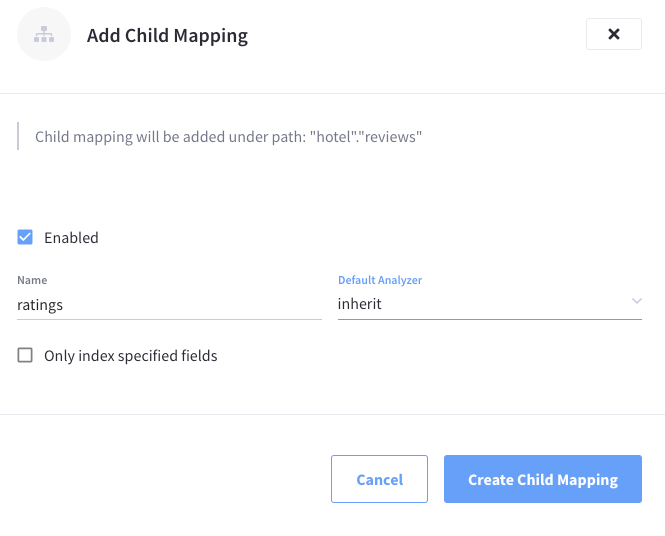 Add Child Mapping
Child mapping will be added under path: "hotel"."reviews"
Enabled
Name
Default Analyzer
ratings
inherit
Only index specified fields
Cancel
Create Child Mapping